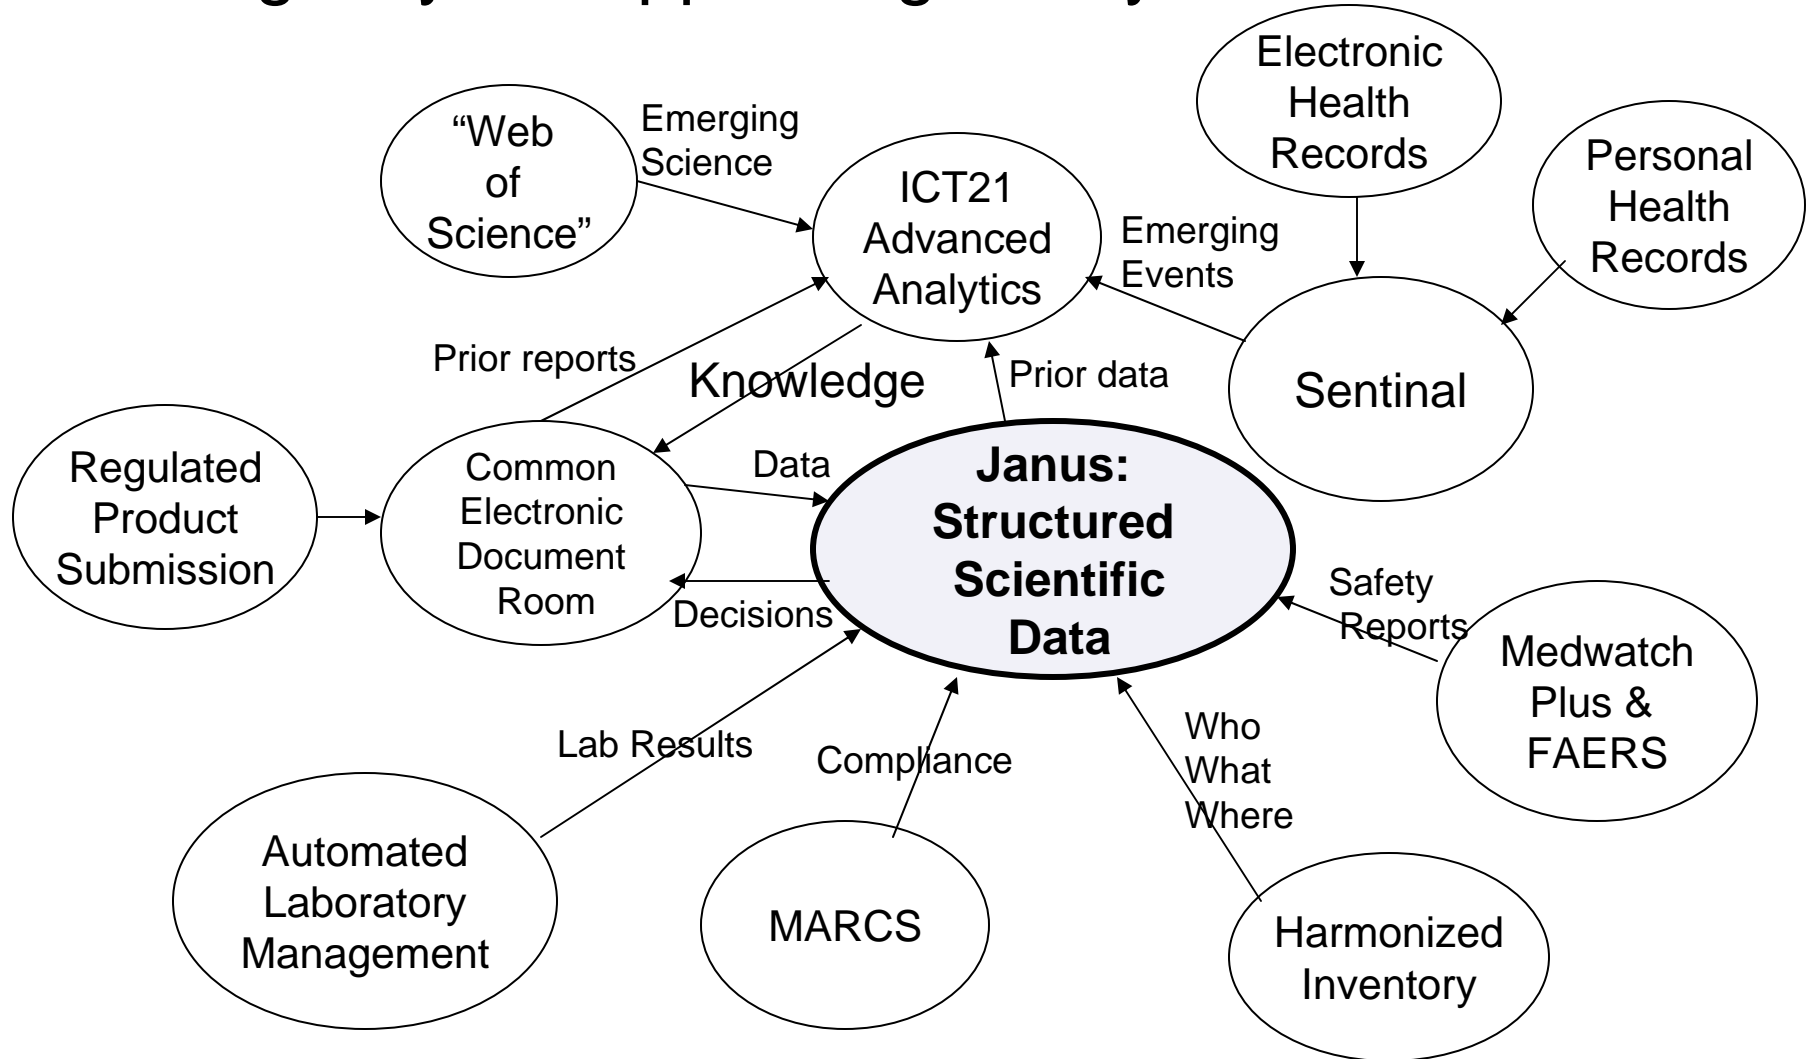 Electronic
Health
Records
"Web
of
Science"
Emerging
Science
ICT21
Advanced
Analytics
Emerging
Events
Personal
Health
Records
Prior reports
Knowledge
Prior data
Sentinal
Regulated
Product
Submission
Common
Electronic
Document
Room
Data
Decisions
Janus:
Structured
Scientific
Data
Safety
Reports
Medwatch
Plus &
FAERS
Lab Results
Compliance
Who
What
Where
Automated
Laboratory
Management
MARCS
Harmonized
Inventory